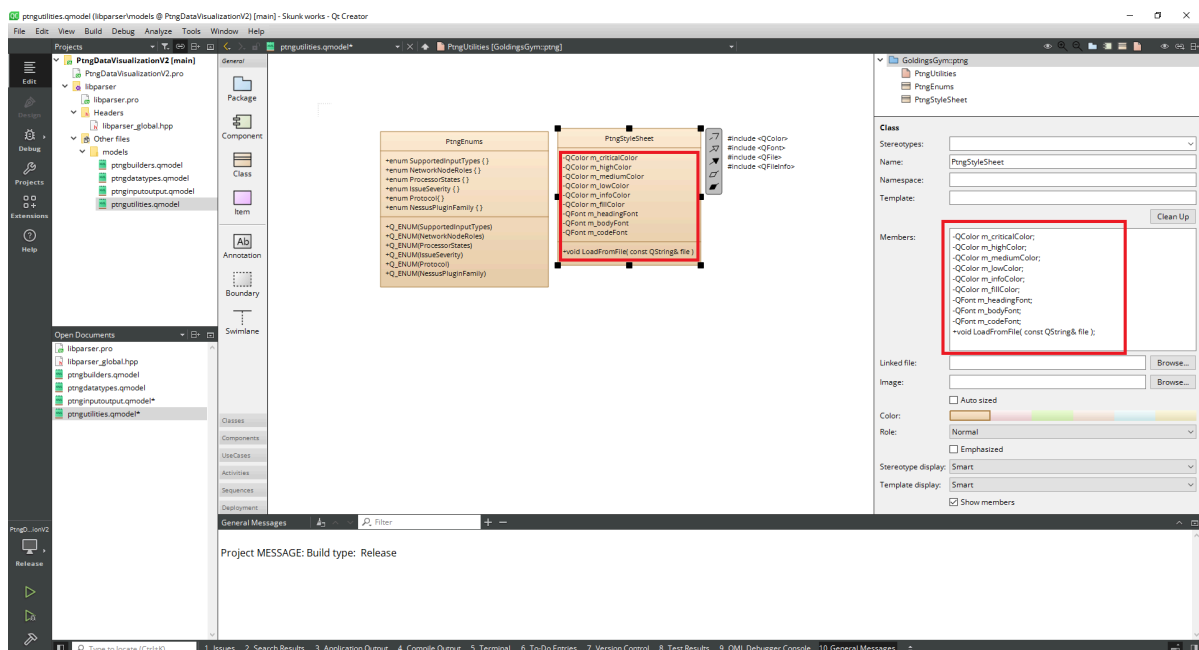 ptngutilities.qmodel (libparser\models @ PtngDataVisualizationV2) [main] - Skunk works - Qt Creator
File Edit View Build Debug Analyze Tools Window Help
Projects
ptngutilities.qmodel*
PtngUtilities [GoldingsGym::ptng]
Edit
Design
Debug
Projects
Extensions
Help
PtngDataVisualizationV2 [main]
PtngDataVisualizationV2.pro
libparser
libparser.pro
Headers
libparser_global.hpp
Other files
models
ptngbuilders.qmodel
ptngdatatypes.qmodel
ptnginputoutput.qmodel
ptngutilities.qmodel
Open Documents
libparser.pro
libparser_global.hpp
ptngbuilders.qmodel
ptngdatatypes.qmodel
ptnginputoutput.qmodel*
ptngutilities.qmodel*
General
Package
Component
Class
Item
Ab
Annotation
Boundary
Swimlane
Classes
Components
UseCases
Activities
Sequences
Deployment
PtngEnums
+enum SupportedInputTypes { }
+enum NetworkNodeRoles { }
+enum ProcessorStates { }
+enum IssueSeverity { }
+enum Protocol{ }
+enum NessusPluginFamily { }
+Q_ENUM(SupportedInputTypes)
+Q_ENUM(NetworkNodeRoles)
+Q_ENUM(ProcessorStates)
+Q_ENUM(IssueSeverity)
+Q_ENUM(Protocol)
+Q_ENUM(NessusPluginFamily)
PtngStyleSheet
-QColor m_criticalColor
-QColor m_highColor
-QColor m_mediumColor
-QColor m_lowColor
-QColor m_infoColor
-QColor m_fillColor
-QFont m_headingFont
-QFont m_bodyFont
-QFont m_codeFont
+void LoadFromFile( const QString& file )
#include <QColor>
#include <QFont>
#include <QFile>
#include <QFileInfo>
GoldingsGym::ptng
PtngUtilities
PtngEnums
PtngStyleSheet
Class
Stereotypes:
Name: PtngStyleSheet
Namespace:
Template:
Clean Up
Members:
-QColor m_criticalColor;
-QColor m_highColor;
-QColor m_mediumColor;
-QColor m_lowColor;
-QColor m_infoColor;
-QColor m_fillColor;
-QFont m_headingFont;
-QFont m_bodyFont;
-QFont m_codeFont;
+void LoadFromFile( const QString& file );
Linked file: Browse...
Image: Browse...
Auto sized
Color:
Role: Normal
Emphasized
Stereotype display: Smart
Template display: Smart
Show members
General Messages
Filter
Project MESSAGE: Build type: Release
PtngD...ionV2
Release
Type to locate (Ctrl+K)
1 Issues 2 Search Results 3 Application Output 4 Compile Output 5 Terminal 6 To-Do Entries 7 Version Control 8 Test Results 9 QML Debugger Console 10 General Messages